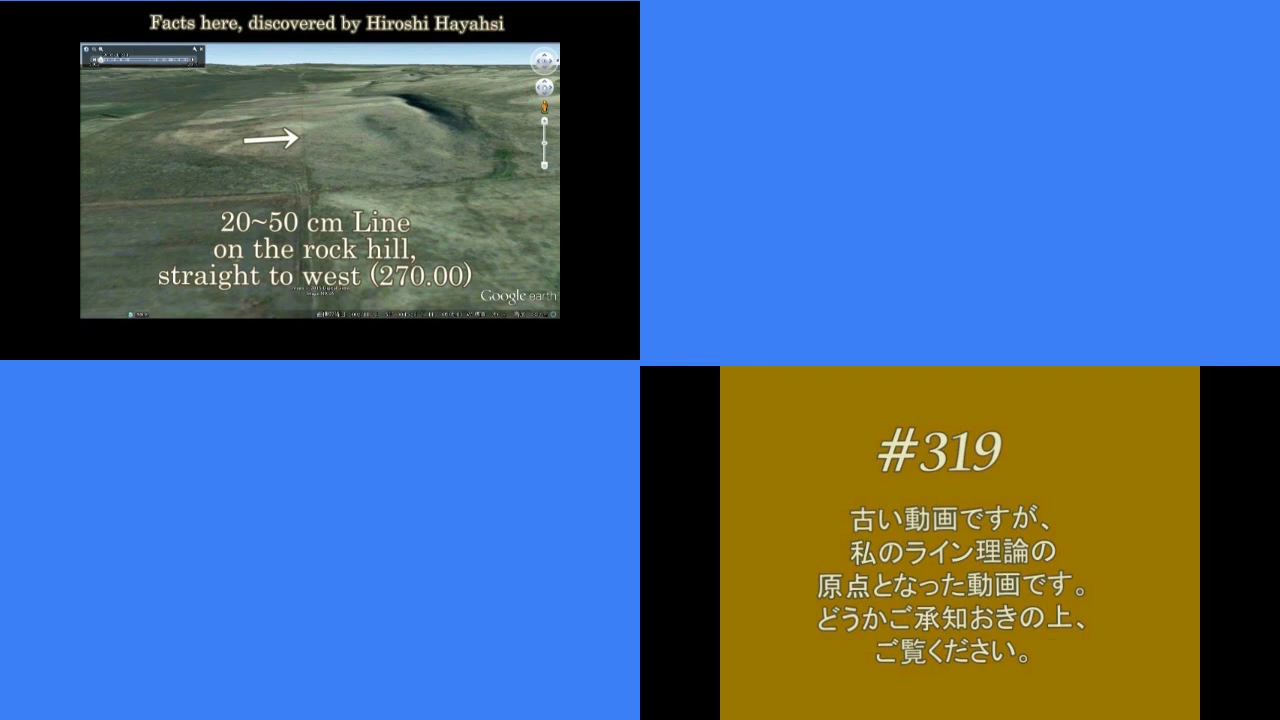 Facts here, discovered by Hiroshi Hayahsi
20~50 cm Line
on the rock hill,
straight to west (270.00)
Google earth
#319
古い動画ですが、
私のライン理論の
原点となった動画です。
どうかご承知おきの上、
ご覧ください。